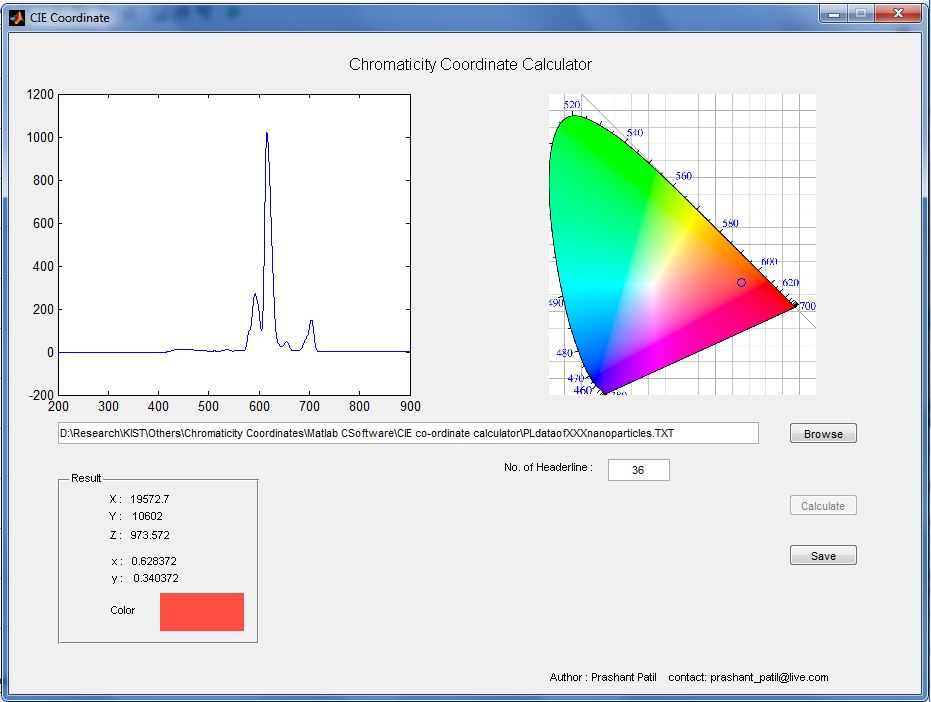 CIE Coordinate
Chromaticity Coordinate Calculator
1200
1000
800
600
400
200
0
-200
200 300 400 500 600 700 800 900
520
540
560
580
600
620
700
490
480
470
460
D:\Research\KIST\Others\Chromaticity Coordinates\Matlab CSoftware\CIE co-ordinate calculator\PLdataofXXXnanoparticles.TXT
Browse
No. of Headerline :
36
Calculate
Save
Result
X : 19572.7
Y : 10602
Z : 973.572
x : 0.628372
y : 0.340372
Color
Author : Prashant Patil contact: prashant_patil@live.com